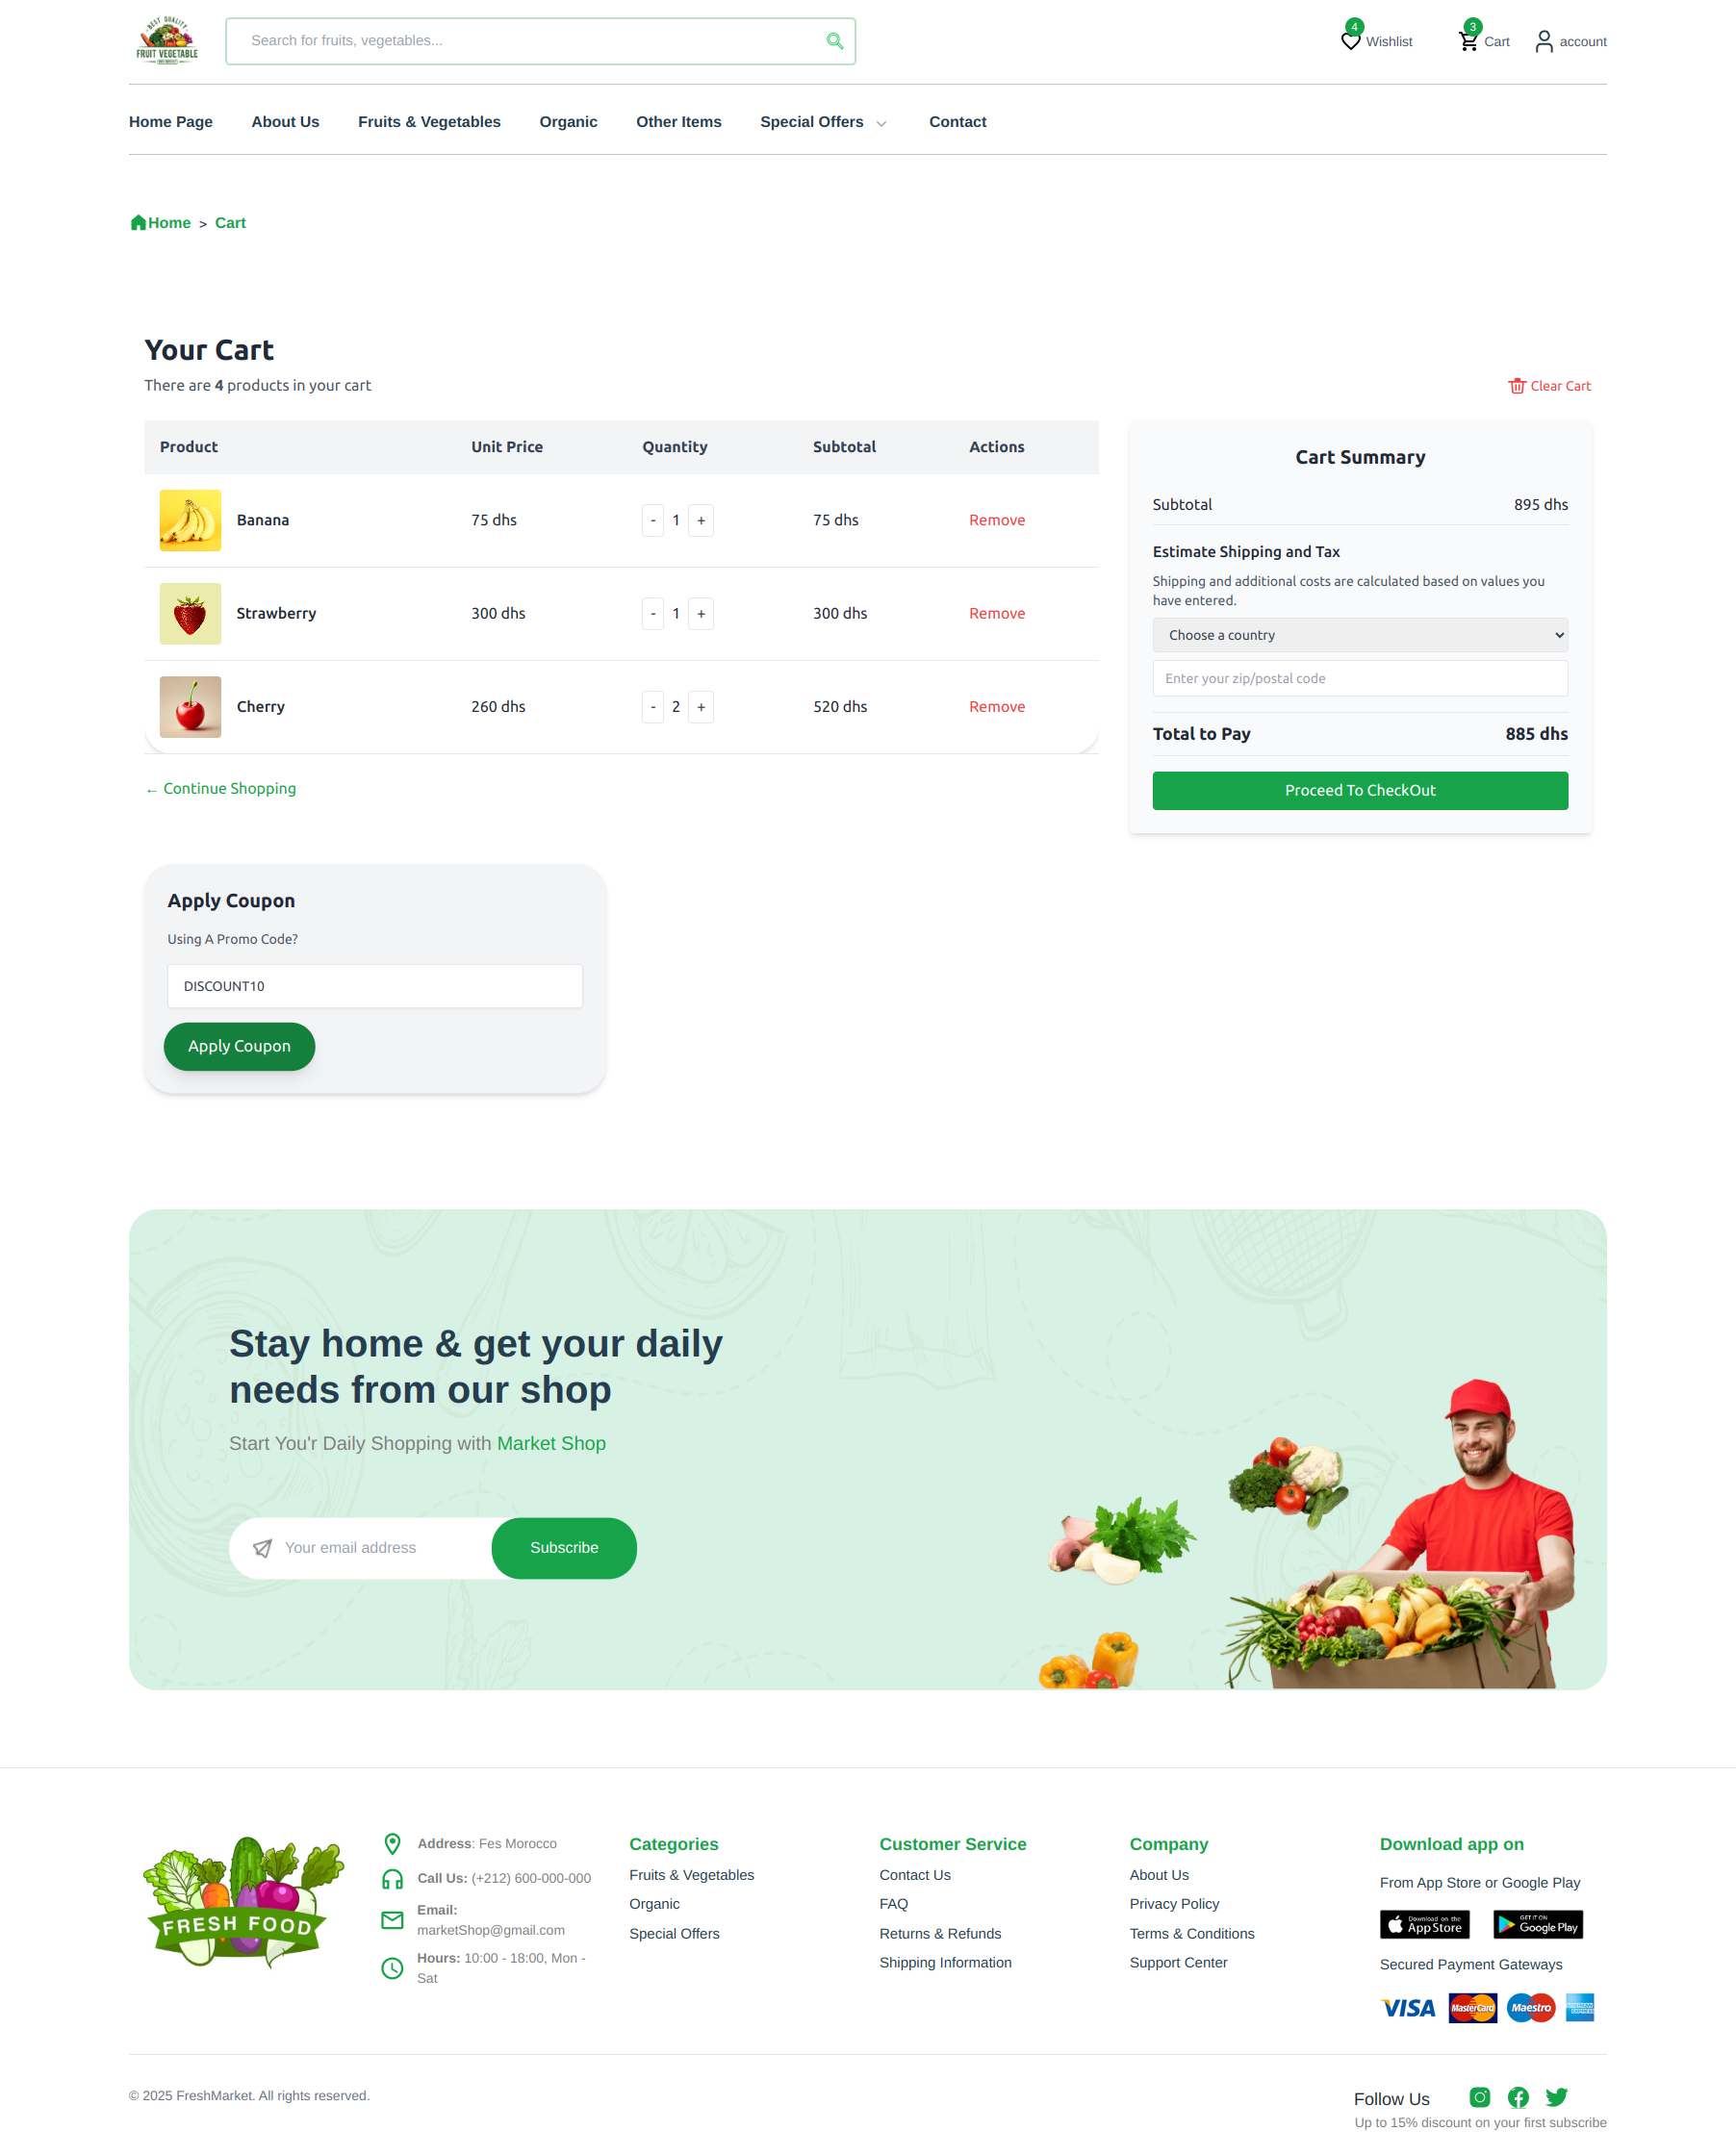 BEST QUALITY
FRUIT VEGETABLE
Search for fruits, vegetables...
4
Wishlist
3
Cart
account
Home Page
About Us
Fruits & Vegetables
Organic
Other Items
Special Offers
Contact
Home > Cart
Your Cart
There are 4 products in your cart
Clear Cart
Product Unit Price Quantity Subtotal Actions
Banana 75 dhs - 1 + 75 dhs Remove
Strawberry 300 dhs - 1 + 300 dhs Remove
Cherry 260 dhs - 2 + 520 dhs Remove
← Continue Shopping
Cart Summary
Subtotal 895 dhs
Estimate Shipping and Tax
Shipping and additional costs are calculated based on values you
have entered.
Choose a country
Enter your zip/postal code
Total to Pay 885 dhs
Proceed To CheckOut
Apply Coupon
Using A Promo Code?
DISCOUNT10
Apply Coupon
Stay home & get your daily
needs from our shop
Start You'r Daily Shopping with Market Shop
Your email address
Subscribe
FRESH FOOD
Address: Fes Morocco
Call Us: (+212) 600-000-000
Email:
marketShop@gmail.com
Hours: 10:00 - 18:00, Mon -
Sat
Categories
Fruits & Vegetables
Organic
Special Offers
Customer Service
Contact Us
FAQ
Returns & Refunds
Shipping Information
Company
About Us
Privacy Policy
Terms & Conditions
Support Center
Download app on
From App Store or Google Play
Download on the
App Store
GET IT ON
Google Play
Secured Payment Gateways
VISA
MasterCard
Maestro
AMERICAN
EXPRESS
© 2025 FreshMarket. All rights reserved.
Follow Us
Up to 15% discount on your first subscribe